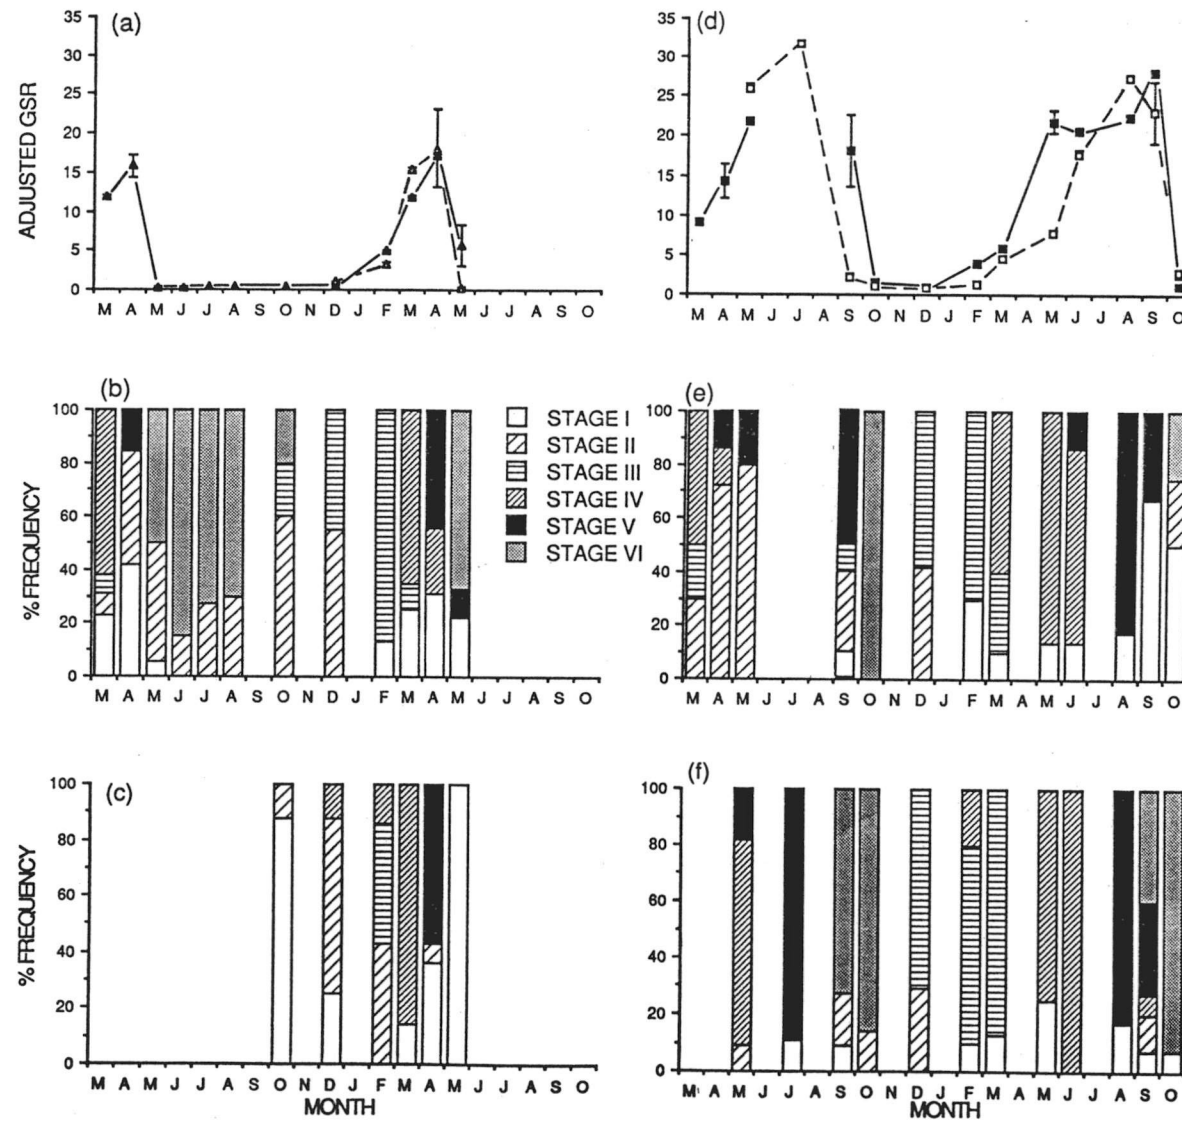 (a)
35
30
25
20
15
10
5
0
ADJUSTED GSR
M A M J J A S O N D J F M A M J J A S O
(d)
35
30
25
20
15
10
5
0
M A M J J A S O N D J F M A M J J A S O
(b)
100
80
60
40
20
0
% FREQUENCY
M A M J J A S O N D J F M A M J J A S O
STAGE I
STAGE II
STAGE III
STAGE IV
STAGE V
STAGE VI
(e)
100
80
60
40
20
0
M A M J J A S O N D J F M A M J J A S O
(c)
100
80
60
40
20
0
% FREQUENCY
M A M J J A S O N D J F M A M J J A S O
MONTH
(f)
100
80
60
40
20
0
M A M J J A S O N D J F M A M J J A S O
MONTH